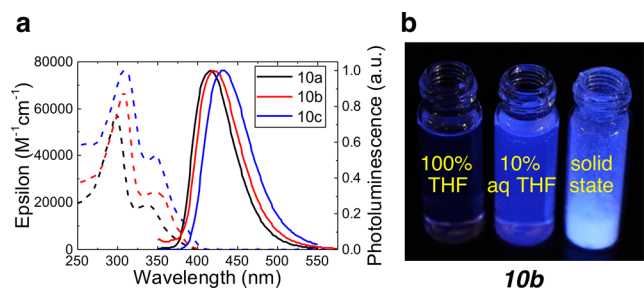 a
b
80000
60000
40000
20000
0
Epsilon (M⁻¹cm⁻¹)
250 300 350 400 450 500 550
Wavelength (nm)
1.0
0.8
0.6
0.4
0.2
0.0
Photoluminescence (a.u.)
10a
10b
10c
100%
THF
10%
aq THF
solid
state
10b